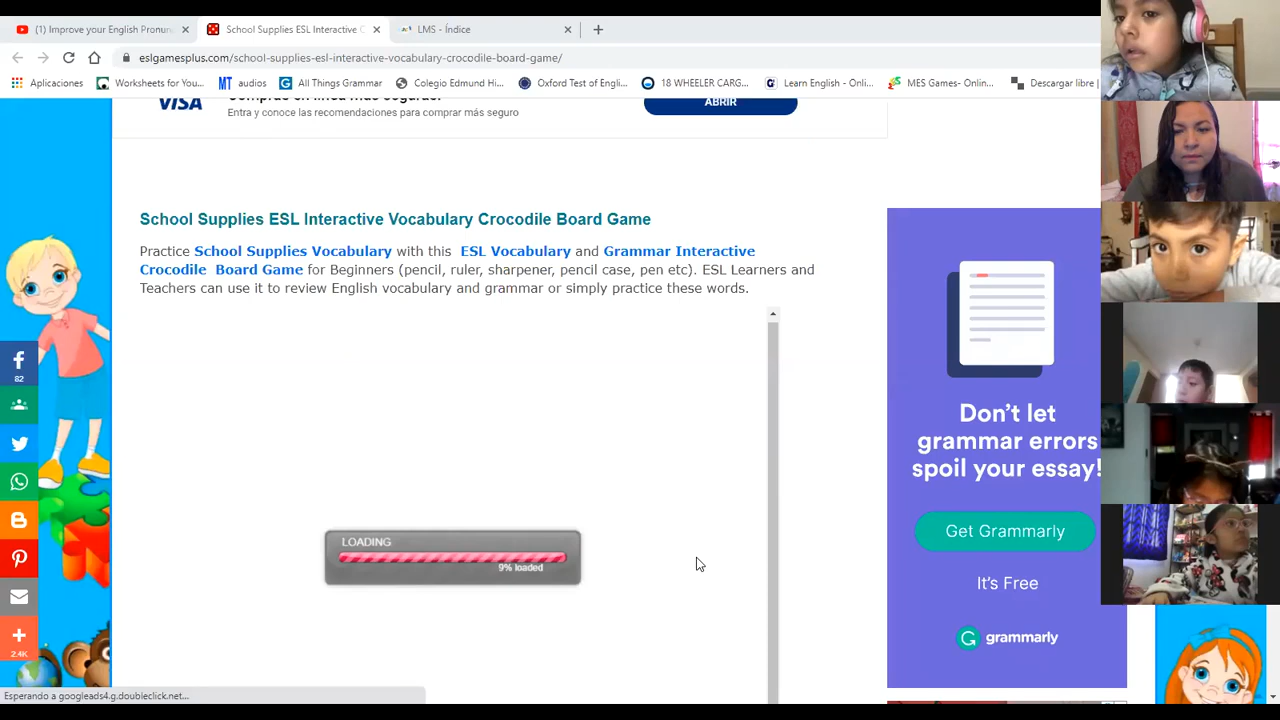 (1) Improve your English Pronun
School Supplies ESL Interactive C
LMS - Índice
eslgamesplus.com/school-supplies-esl-interactive-vocabulary-crocodile-board-game/
Aplicaciones
Worksheets for You...
MT audios
All Things Grammar
Colegio Edmund Hi...
Oxford Test of Engli...
18 WHEELER CARG...
Learn English - Onl...
MES Games- Onlin...
Descargar libre |
VISA
Entra y conoce las recomendaciones para comprar más seguro
ABRIR
School Supplies ESL Interactive Vocabulary Crocodile Board Game
Practice School Supplies Vocabulary with this ESL Vocabulary and Grammar Interactive
Crocodile Board Game for Beginners (pencil, ruler, sharpener, pencil case, pen etc). ESL Learners and
Teachers can use it to review English vocabulary and grammar or simply practice these words.
82
2.4K
LOADING
9% loaded
Don't let
grammar errors
spoil your essay!
Get Grammarly
It's Free
grammarly
Esperando a googleads4.g.doubleclick.net...